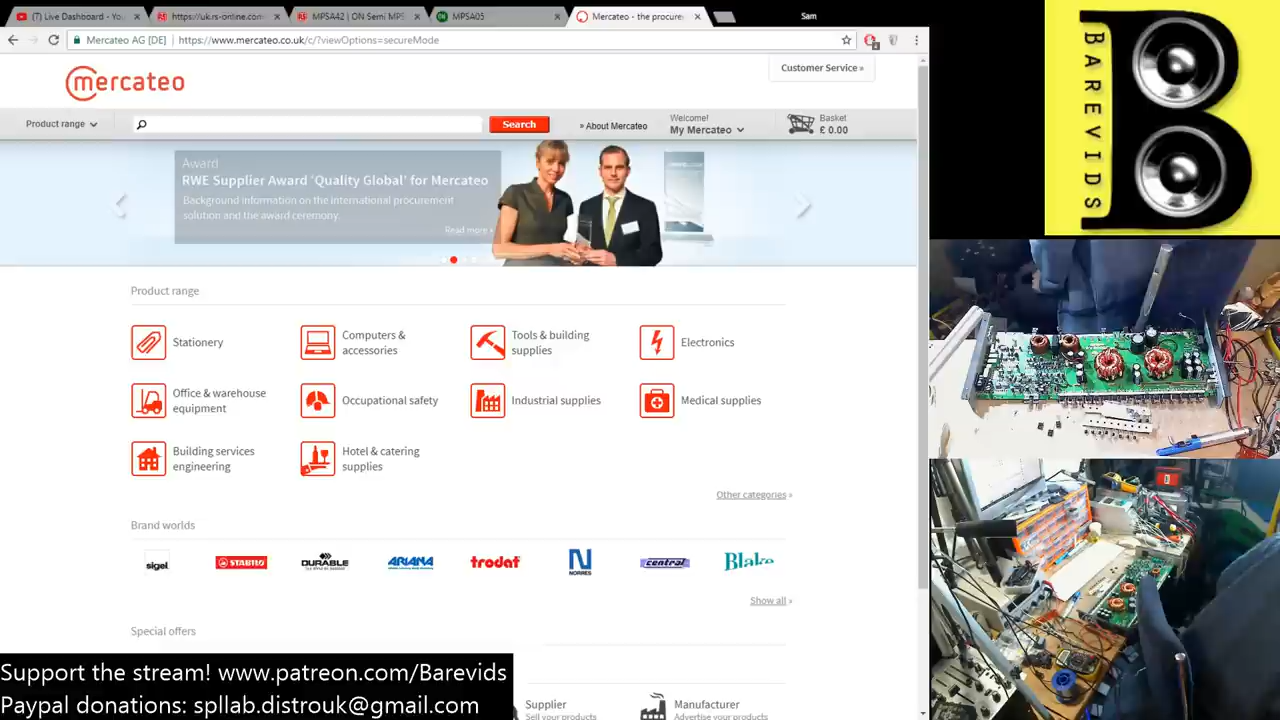 (T) Live Dashboard - You
https://uk.rs-online.com
MPSA42 | ON Semi MPS
MPSA05
Mercateo - the procure
Sam
Mercateo AG [DE]
https://www.mercateo.co.uk/c/?viewOptions=secureMode
mercateo
Customer Service »
Product range
Search
» About Mercateo
Welcome!
My Mercateo
Basket
£ 0.00
Award
RWE Supplier Award ‘Quality Global’ for Mercateo
Background information on the international procurement
solution and the award ceremony.
Read more ›
Product range
Stationery
Computers &
accessories
Tools & building
supplies
Electronics
Office & warehouse
equipment
Occupational safety
Industrial supplies
Medical supplies
Building services
engineering
Hotel & catering
supplies
Other categories »
Brand worlds
sigel
STABILO
DURABLE
ARIANA
trodat
N
NORRES
central
Blake
Show all »
Special offers
Supplier
Sell your products
Manufacturer
Advertise your products
Support the stream! www.patreon.com/Barevids
Paypal donations: spllab.distrouk@gmail.com
BAREVIDS
B